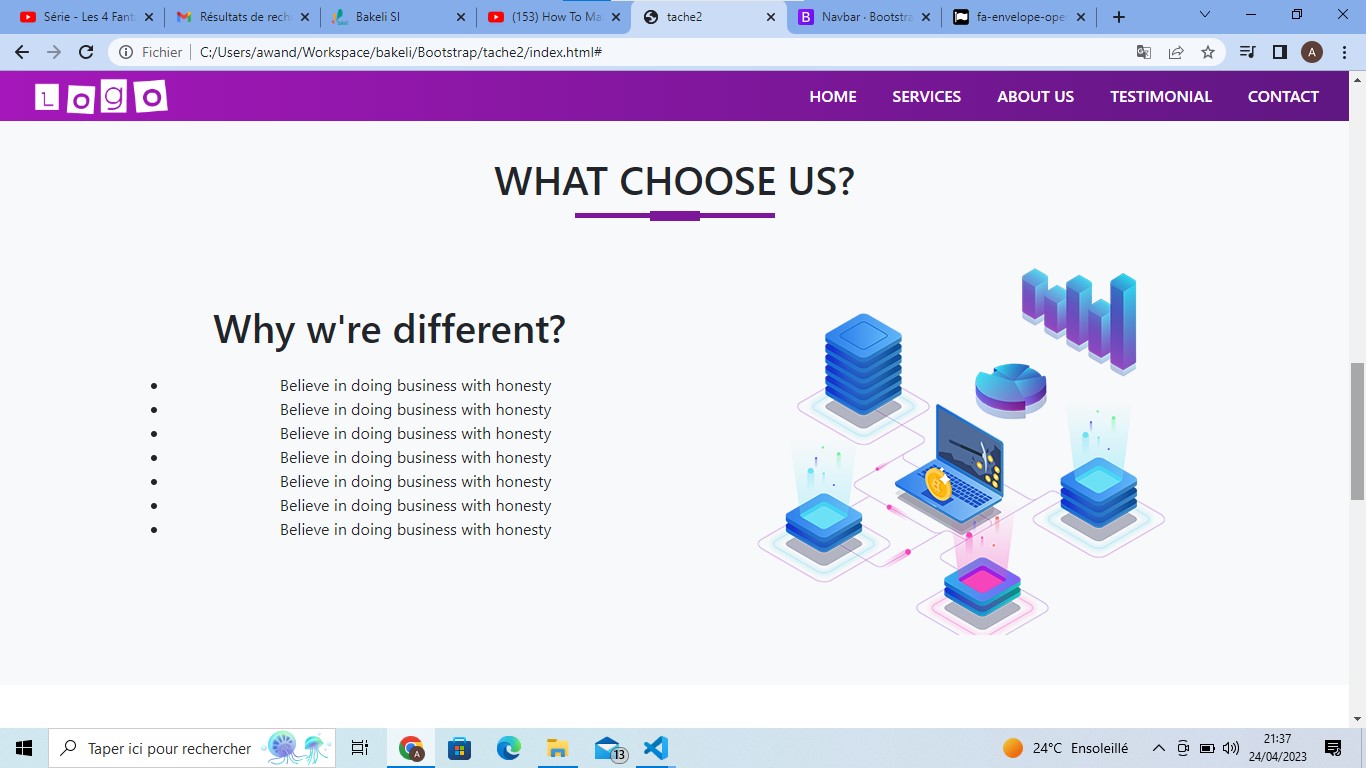 Série - Les 4 Fant
Résultats de rech
Bakeli SI
(153) How To Ma
tache2
Navbar · Bootstra
fa-envelope-ope
Fichier
C:/Users/awand/Workspace/bakeli/Bootstrap/tache2/index.html#
A
LOGO
HOME
SERVICES
ABOUT US
TESTIMONIAL
CONTACT
WHAT CHOOSE US?
Why w're different?
Believe in doing business with honesty
Believe in doing business with honesty
Believe in doing business with honesty
Believe in doing business with honesty
Believe in doing business with honesty
Believe in doing business with honesty
Believe in doing business with honesty
Taper ici pour rechercher
A
13
24°C Ensoleillé
21:37
24/04/2023